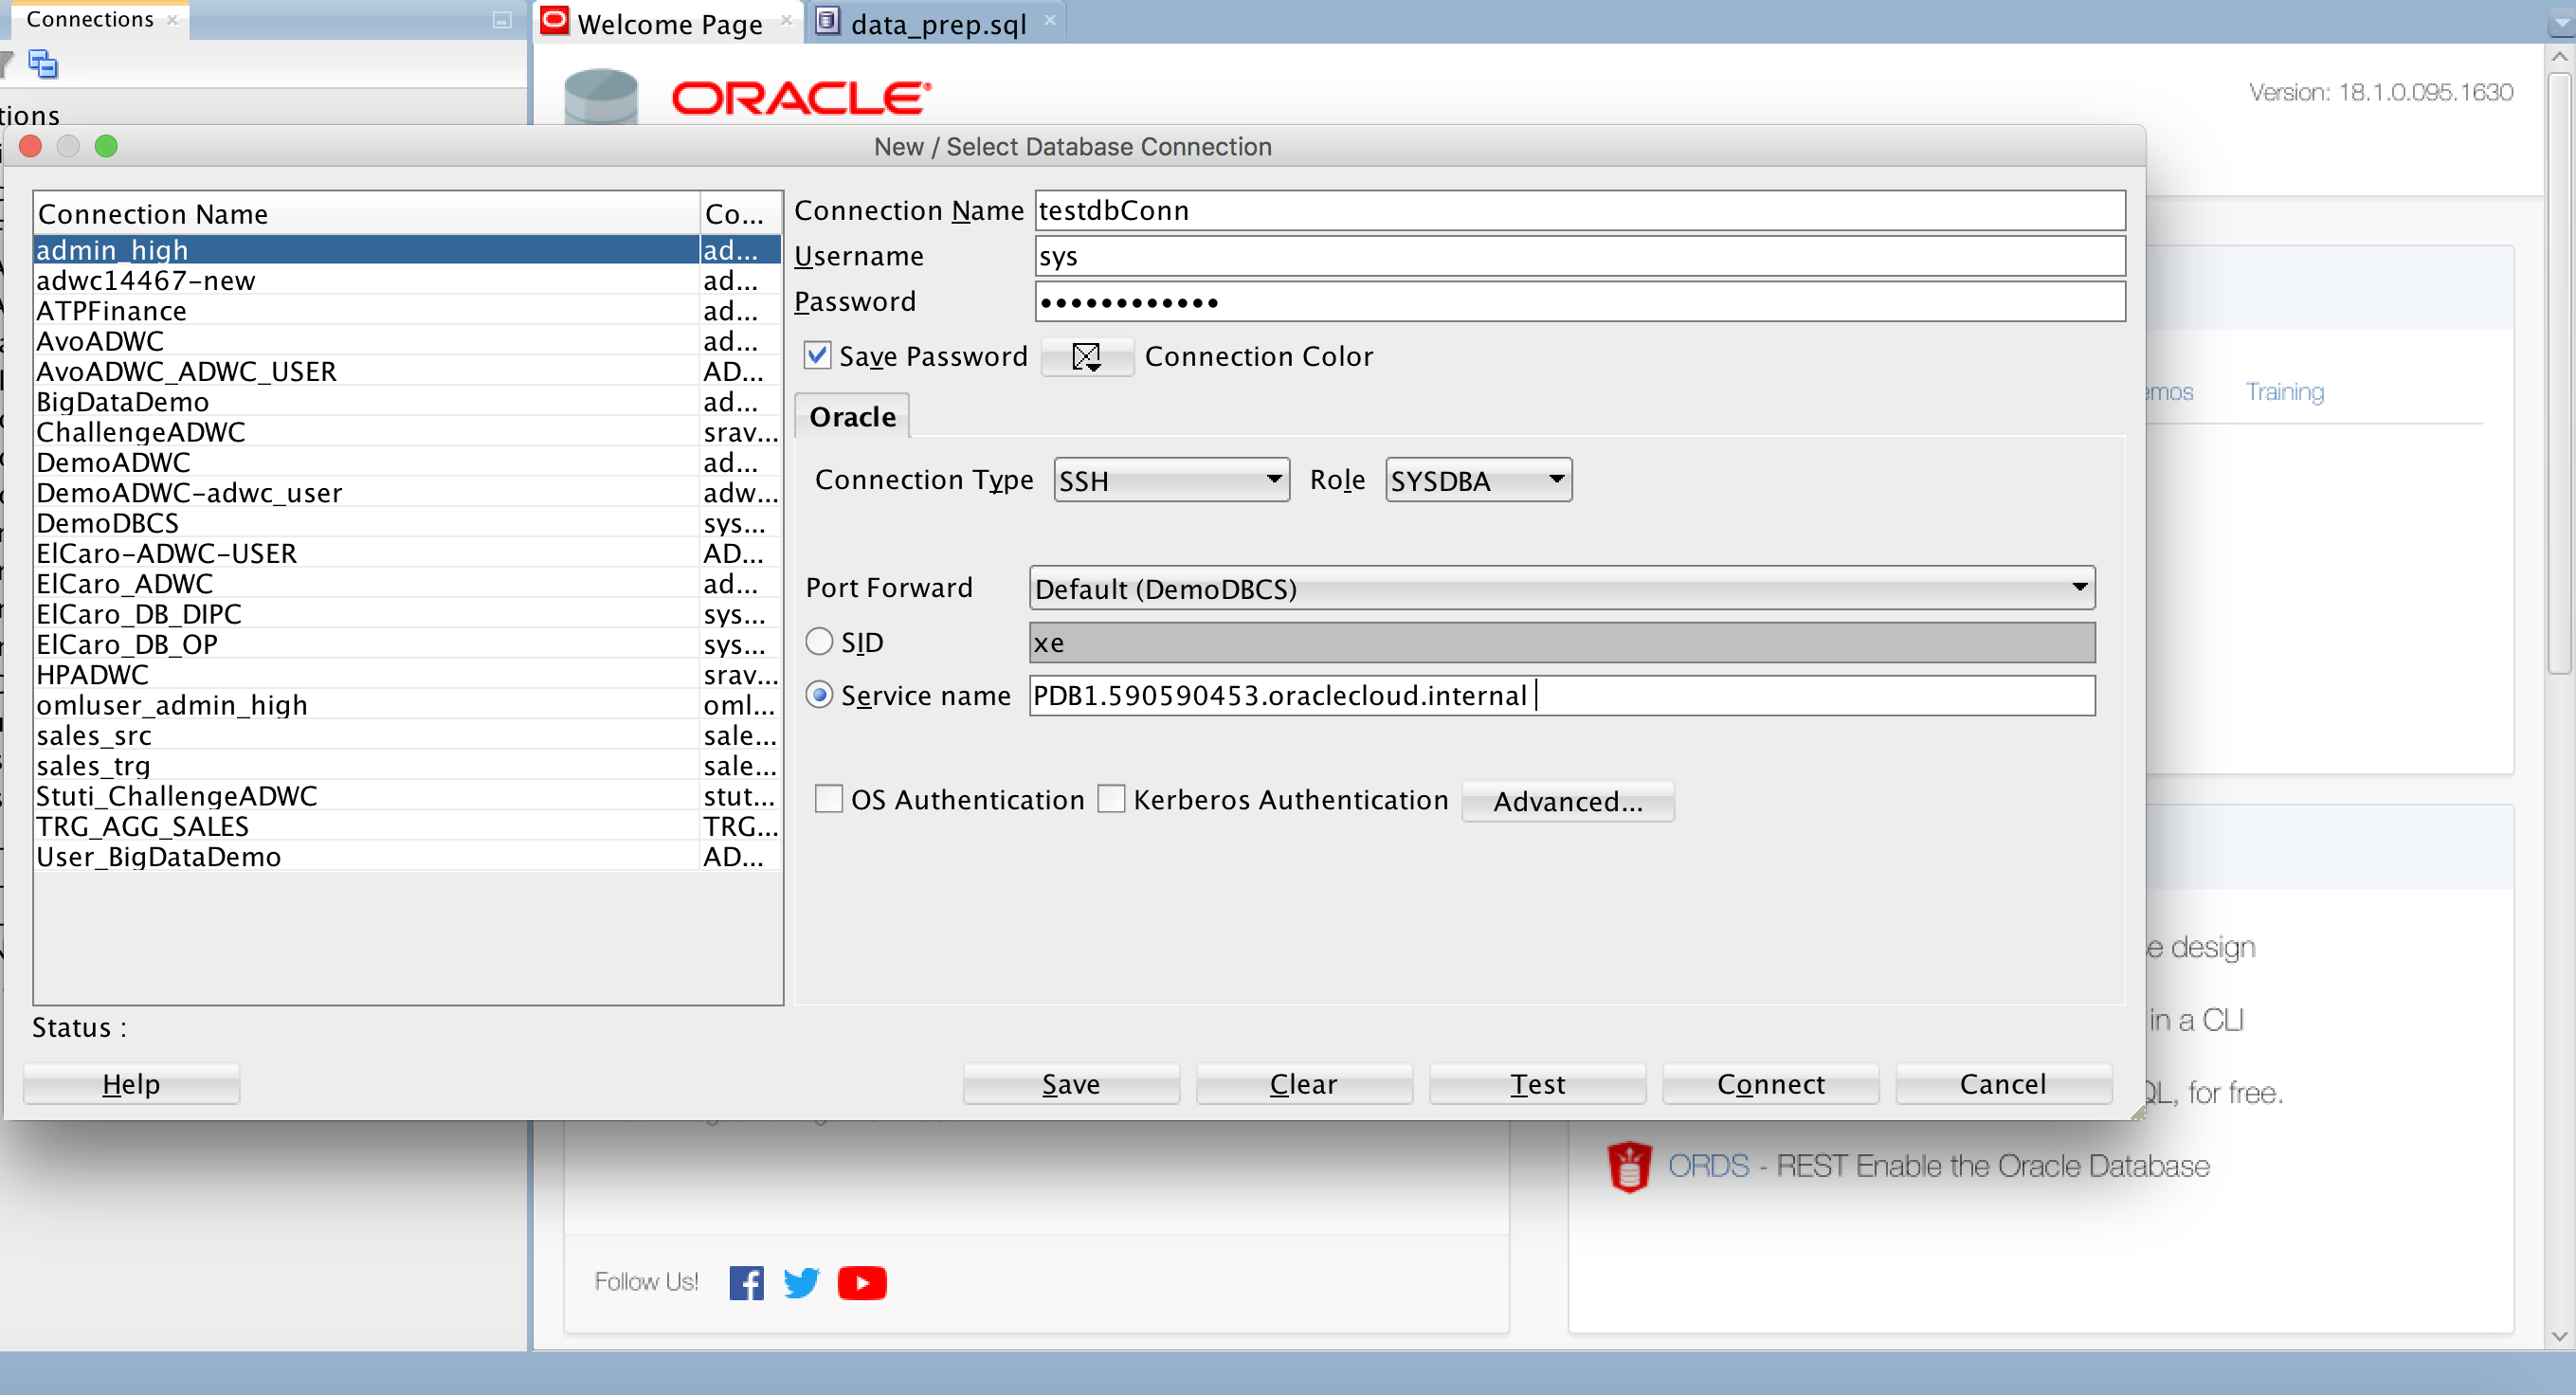 Connections
Welcome Page
data_prep.sql
tions
ORACLE
Version: 18.1.0.095.1630
New / Select Database Connection
Connection Name Co...
admin_high ad...
adwc14467-new ad...
ATPFinance ad...
AvoADWC ad...
AvoADWC_ADWC_USER AD...
BigDataDemo ad...
ChallengeADWC srav...
DemoADWC ad...
DemoADWC-adwc_user adw...
DemoDBCS sys...
ElCaro-ADWC-USER AD...
ElCaro_ADWC ad...
ElCaro_DB_DIPC sys...
ElCaro_DB_OP sys...
HPADWC srav...
omluser_admin_high oml...
sales_src sale...
sales_trg sale...
Stuti_ChallengeADWC stut...
TRG_AGG_SALES TRG...
User_BigDataDemo AD...
Connection Name testdbConn
Username sys
Password ••••••••••••
Save Password Connection Color
Oracle
Connection Type SSH Role SYSDBA
Port Forward Default (DemoDBCS)
SID xe
Service name PDB1.590590453.oraclecloud.internal
OS Authentication Kerberos Authentication Advanced...
Status :
Help Save Clear Test Connect Cancel
emos Training
e design
in a CLI
QL, for free.
ORDS - REST Enable the Oracle Database
Follow Us!